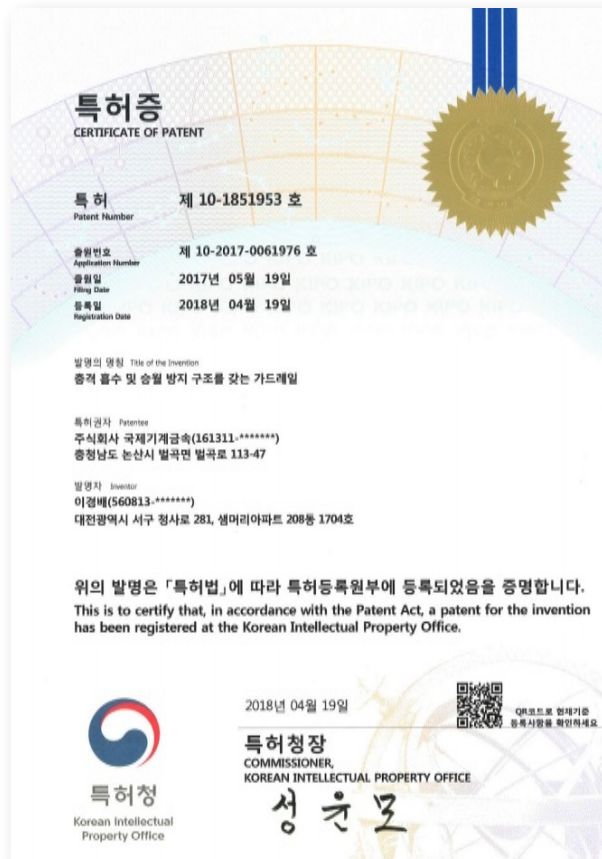 특허증
CERTIFICATE OF PATENT
특 허 제 10-1851953 호
Patent Number
출원번호 제 10-2017-0061976 호
Application Number
출원일 2017년 05월 19일
Filing Date
등록일 2018년 04월 19일
Registration Date
발명의 명칭 Title of the Invention
충격 흡수 및 승월 방지 구조를 갖는 가드레일
특허권자 Patentee
주식회사 국제기계금속(161311-*******)
충청남도 논산시 벌곡면 벌곡로 113-47
발명자 Inventor
이경배(560813-*******)
대전광역시 서구 청사로 281, 샘머리아파트 208동 1704호
위의 발명은 「특허법」에 따라 특허등록원부에 등록되었음을 증명합니다.
This is to certify that, in accordance with the Patent Act, a patent for the invention
has been registered at the Korean Intellectual Property Office.
2018년 04월 19일
QR코드로 현재기준
등록사항을 확인하세요
특허청장
COMMISSIONER,
KOREAN INTELLECTUAL PROPERTY OFFICE
성윤모
특허청
Korean Intellectual
Property Office